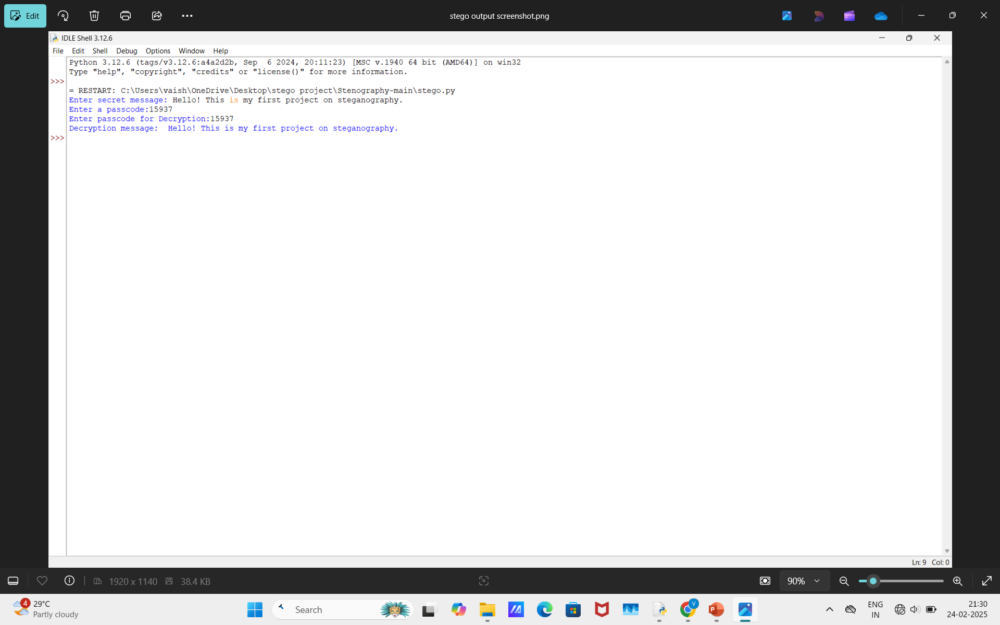 Edit
stego output screenshot.png
IDLE Shell 3.12.6
File Edit Shell Debug Options Window Help
Python 3.12.6 (tags/v3.12.6:a4a2d2b, Sep  6 2024, 20:11:23) [MSC v.1940 64 bit (AMD64)] on win32
Type "help", "copyright", "credits" or "license()" for more information.
>>>
= RESTART: C:\Users\vaish\OneDrive\Desktop\stego project\Stenography-main\stego.py
Enter secret message: Hello! This is my first project on steganography.
Enter a passcode:15937
Enter passcode for Decryption:15937
Decryption message:  Hello! This is my first project on steganography.
>>>
Ln: 9 Col: 0
1920 x 1140 38.4 KB 90%
4 29°C
Partly cloudy
Search
V
P
ENG
IN
21:30
24-02-2025